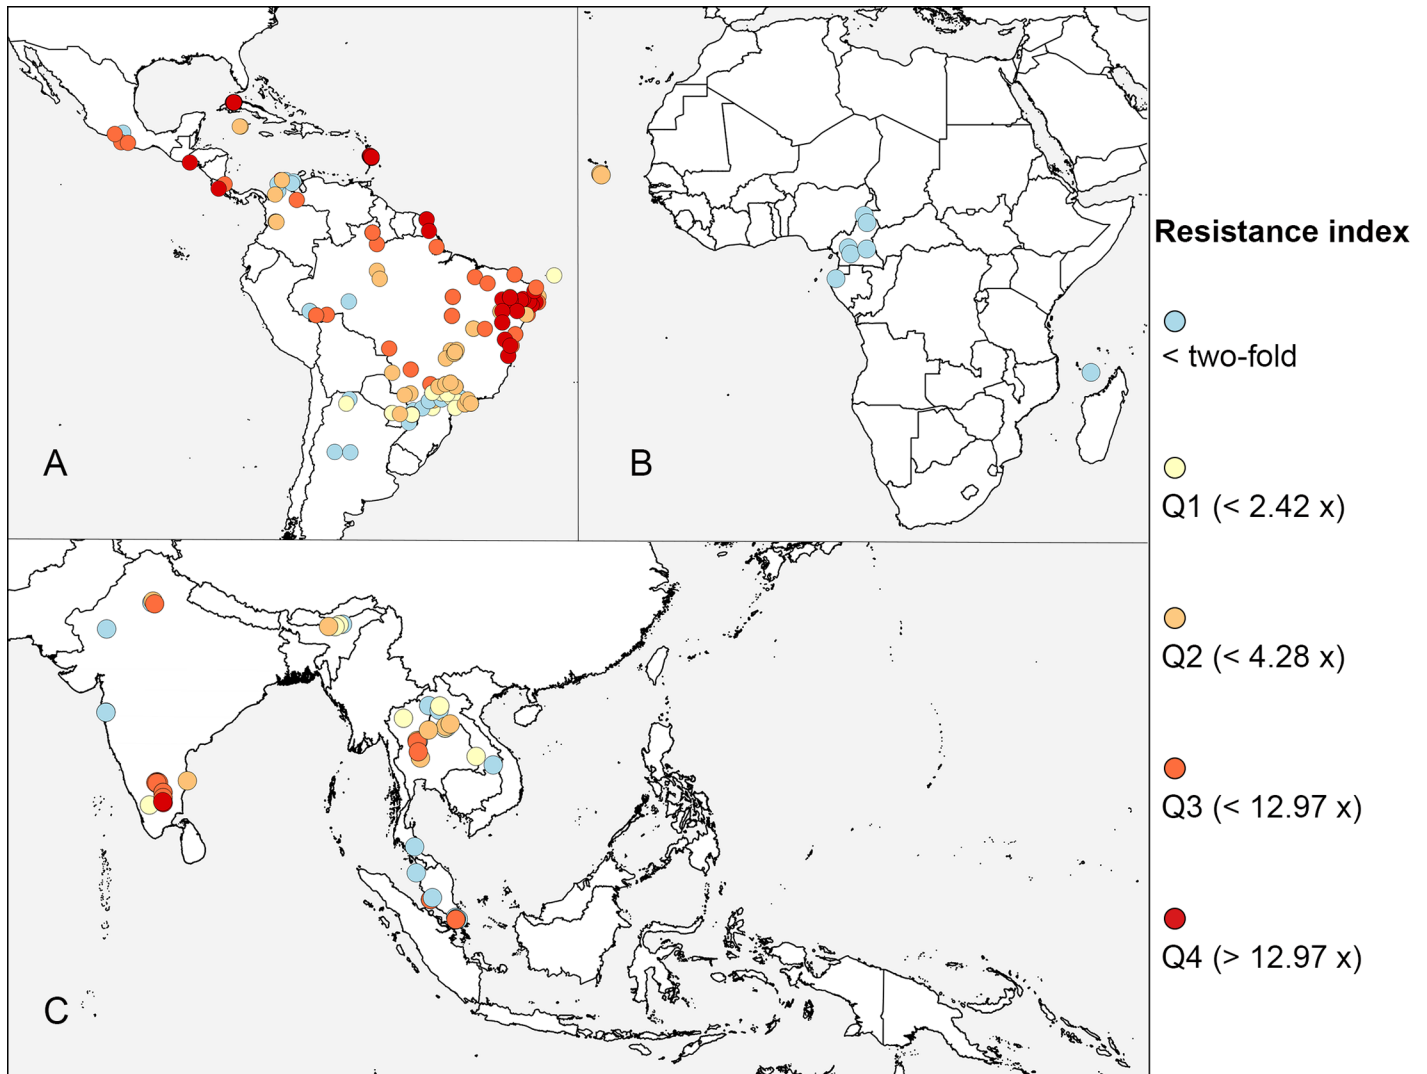 A
B
C
Resistance index
< two-fold
Q1 (< 2.42 x)
Q2 (< 4.28 x)
Q3 (< 12.97 x)
Q4 (> 12.97 x)